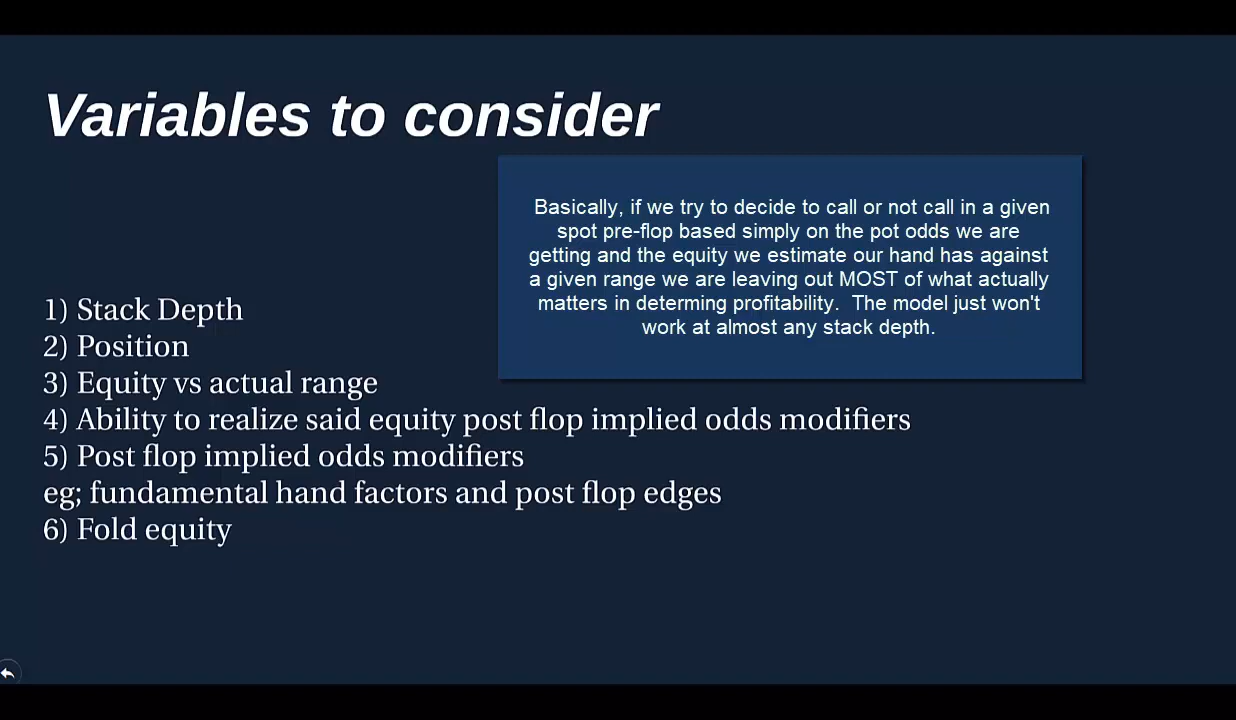 Variables to consider
Basically, if we try to decide to call or not call in a given
spot pre-flop based simply on the pot odds we are
getting and the equity we estimate our hand has against
a given range we are leaving out MOST of what actually
matters in determing profitability.  The model just won't
work at almost any stack depth.
1) Stack Depth
2) Position
3) Equity vs actual range
4) Ability to realize said equity post flop implied odds modifiers
5) Post flop implied odds modifiers
eg; fundamental hand factors and post flop edges
6) Fold equity